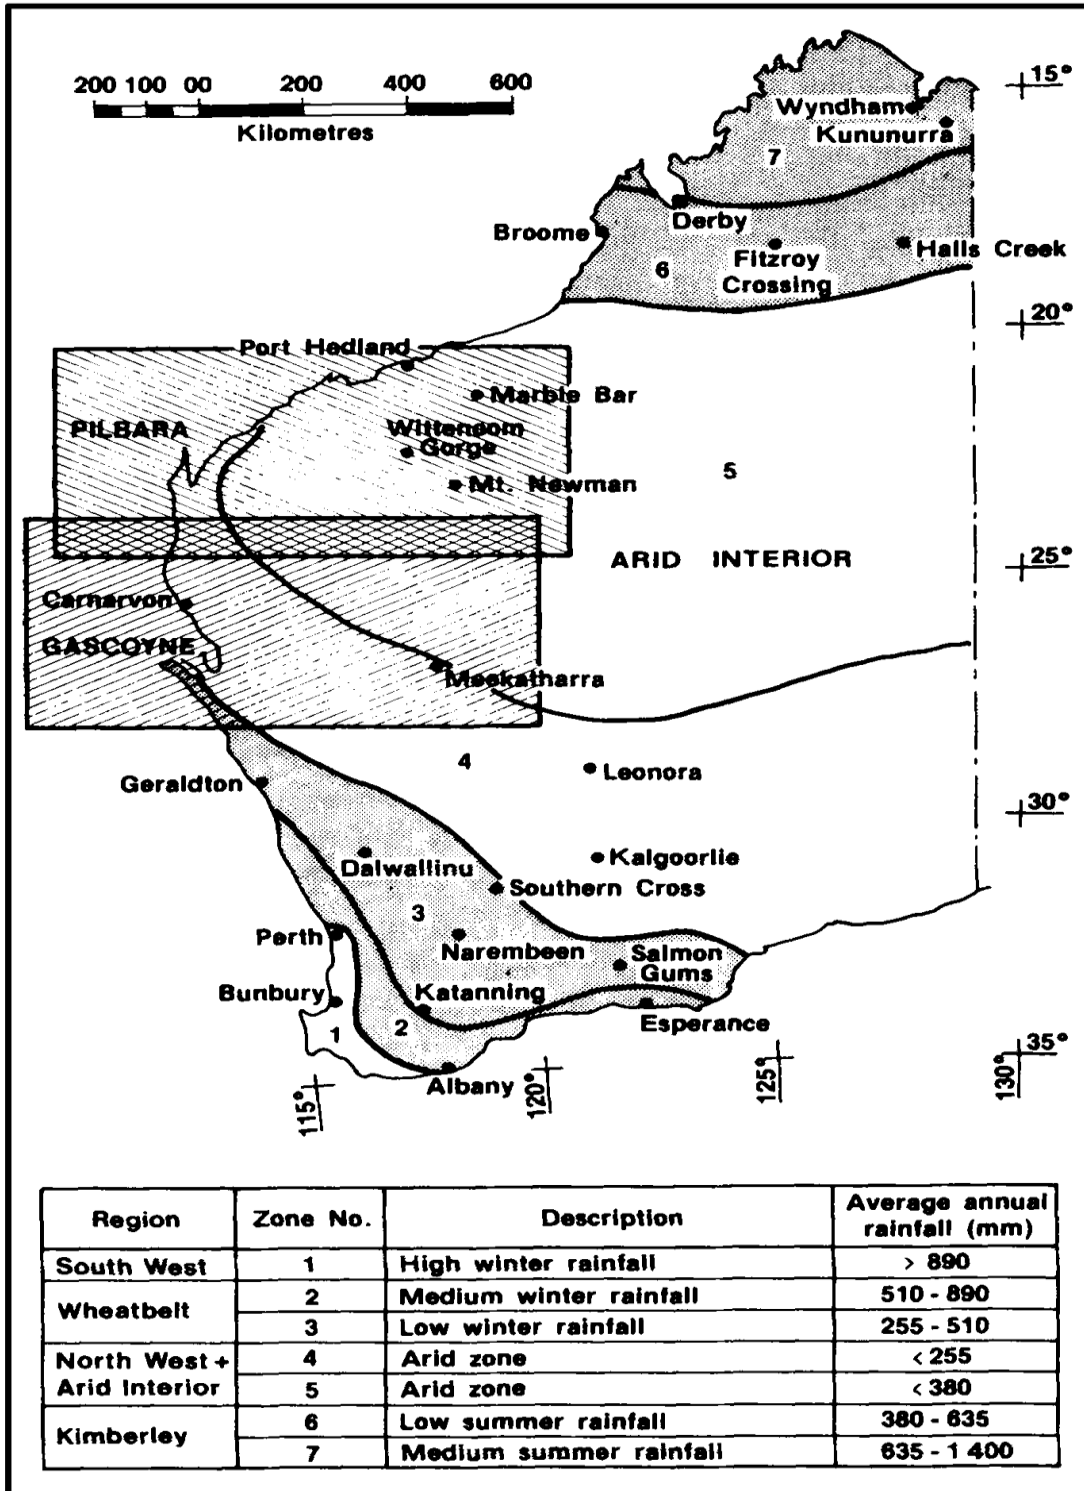 200 100 00 200 400 600
Kilometres
15°
Wyndham
Kununurra
7
Derby
Broome
Fitzroy
Crossing
Halls Creek
6
20°
Port Hedland
Marble Bar
PILBARA
Wittenoom
Gorge
Mt. Newman
5
ARID INTERIOR
25°
Carnarvon
GASCOYNE
Meekatharra
4
Leonora
Geraldton
30°
Dalwallinu
Kalgoorlie
Southern Cross
3
Perth
Narembeen
Salmon
Gums
Bunbury
Katanning
Esperance
1
2
Albany
35°
115°
120°
125°
130°
Region Zone No. Description Average annual
rainfall (mm)
South West 1 High winter rainfall > 890
Wheatbelt 2 Medium winter rainfall 510 - 890
3 Low winter rainfall 255 - 510
North West + 4 Arid zone < 255
Arid Interior 5 Arid zone < 380
Kimberley 6 Low summer rainfall 380 - 635
7 Medium summer rainfall 635 - 1 400